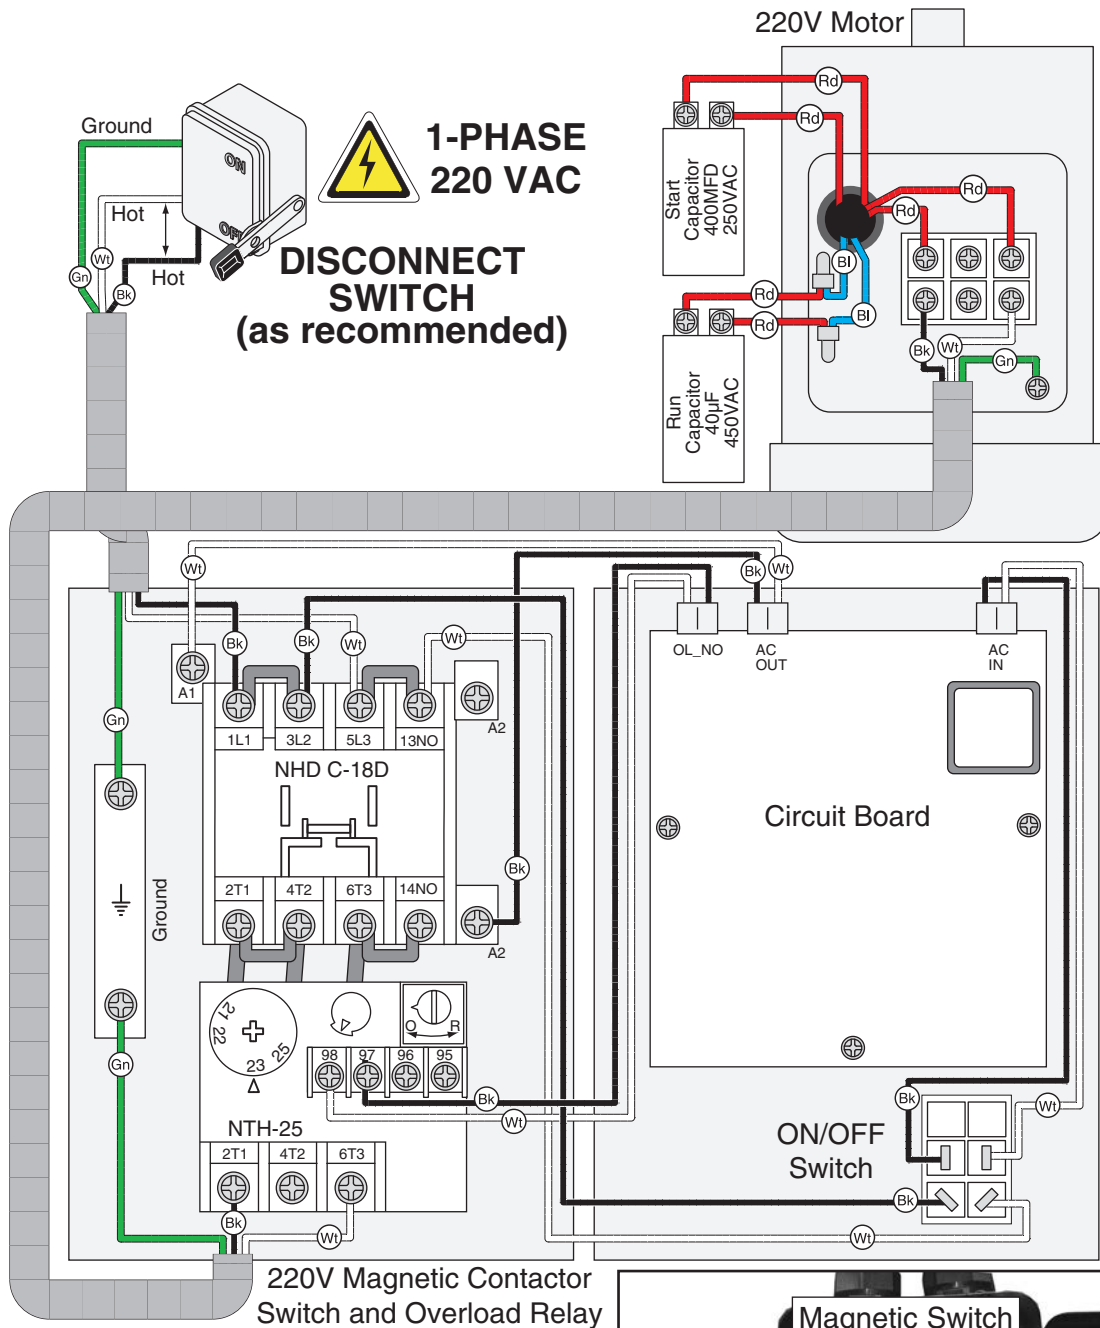 220V Motor
Rd
Rd
Ground
ON
OFF
1-PHASE
220 VAC
Start
Capacitor
400MFD
250VAC
Rd
Rd
Hot
Wt
Hot
Gn
Bk
DISCONNECT
SWITCH
(as recommended)
Bl
Rd
Bl
Rd
Run
Capacitor
40µF
450VAC
Bk
Wt
Gn
Wt
Bk
Wt
Bk
Bk
Wt
Wt
OL_NO
AC
OUT
AC
IN
A1
A2
Gn
1L1
3L2
5L3
13NO
NHD C-18D
Circuit Board
Bk
2T1
4T2
6T3
14NO
Ground
A2
21
22
23
25
O
R
98
97
96
95
Gn
Bk
Wt
Bk
Wt
NTH-25
2T1
4T2
6T3
ON/OFF
Switch
Bk
Bk
Wt
Wt
220V Magnetic Contactor
Switch and Overload Relay
Magnetic Switch